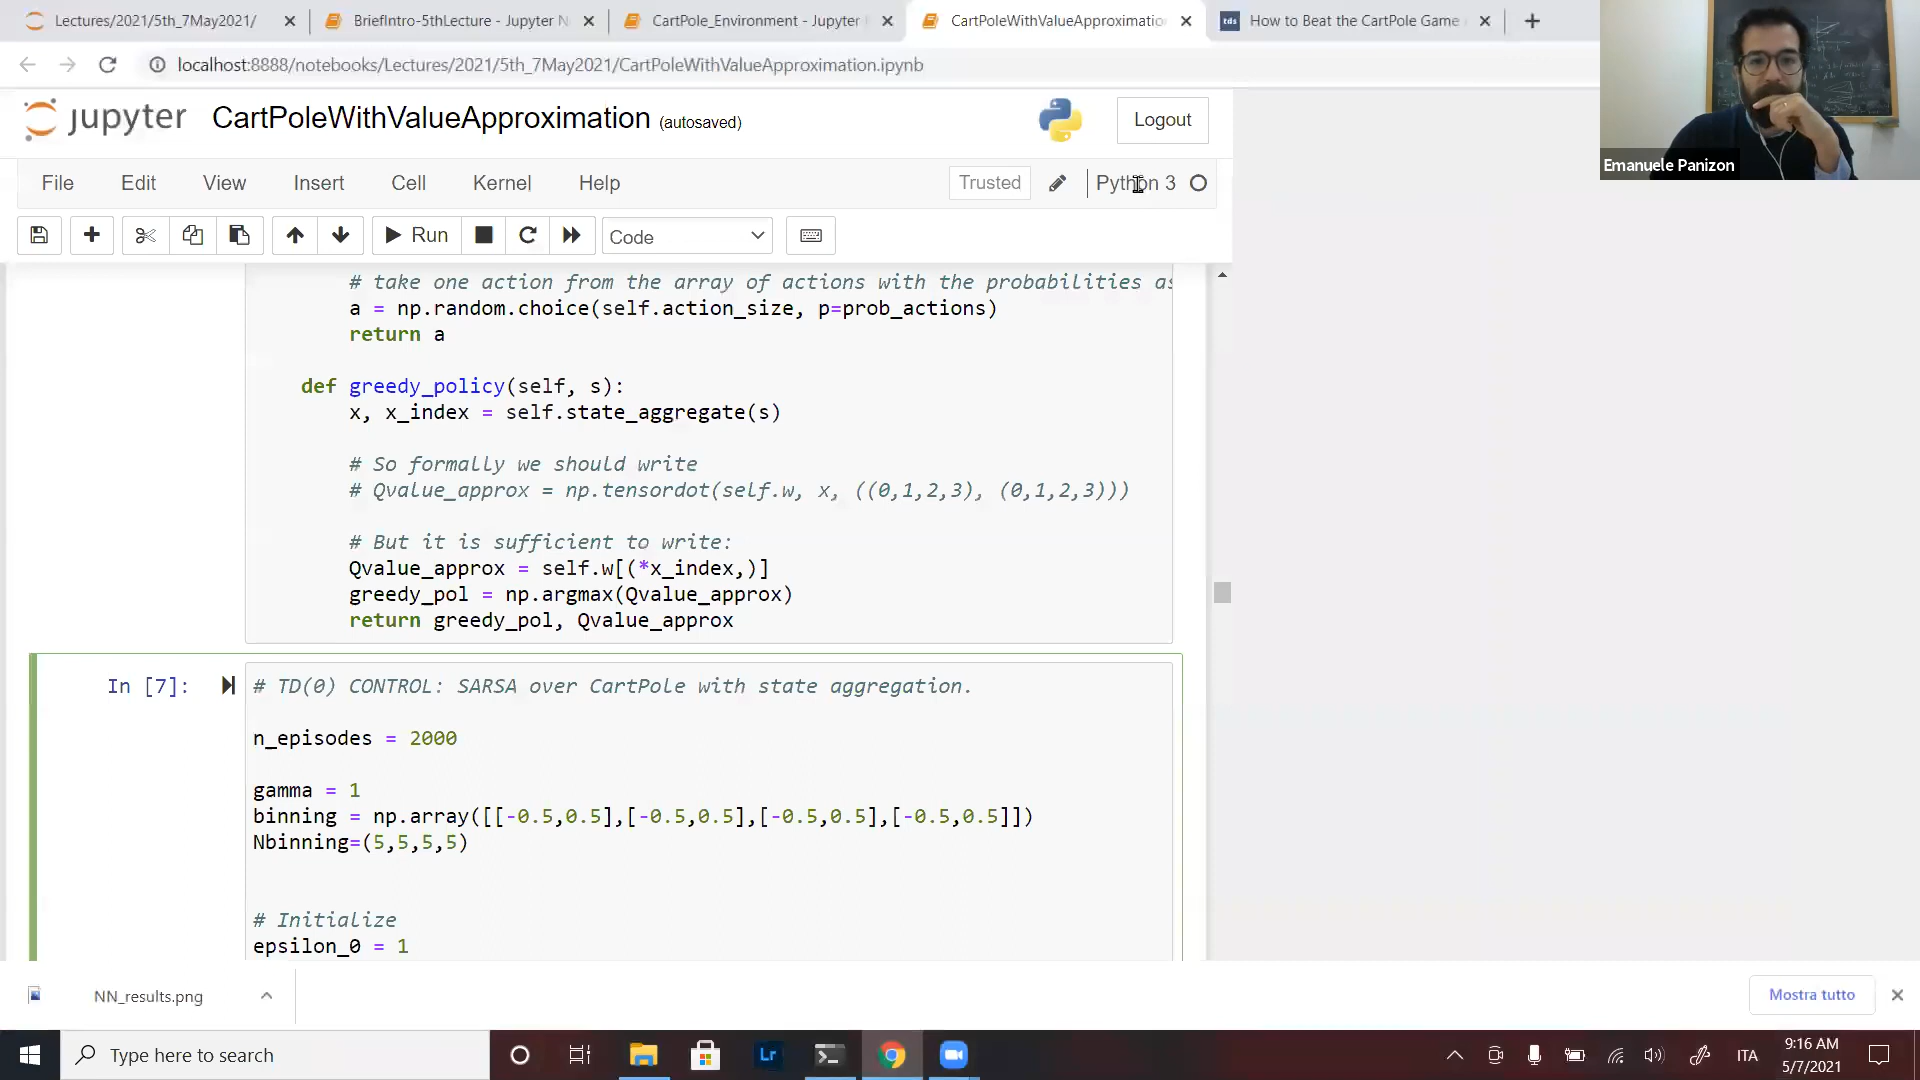 Lectures/2021/5th_7May2021/
BriefIntro-5thLecture - Jupyter N
CartPole_Environment - Jupyter
CartPoleWithValueApproximatio
tds How to Beat the CartPole Game
localhost:8888/notebooks/Lectures/2021/5th_7May2021/CartPoleWithValueApproximation.ipynb
jupyter CartPoleWithValueApproximation (autosaved)
Logout
Emanuele Panizon
File Edit View Insert Cell Kernel Help
Trusted Python 3
Run Code
# take one action from the array of actions with the probabilities as
a = np.random.choice(self.action_size, p=prob_actions)
return a
def greedy_policy(self, s):
x, x_index = self.state_aggregate(s)
# So formally we should write
# Qvalue_approx = np.tensordot(self.w, x, ((0,1,2,3), (0,1,2,3)))
# But it is sufficient to write:
Qvalue_approx = self.w[(*x_index,)]
greedy_pol = np.argmax(Qvalue_approx)
return greedy_pol, Qvalue_approx
In [7]: # TD(0) CONTROL: SARSA over CartPole with state aggregation.
n_episodes = 2000
gamma = 1
binning = np.array([[-0.5,0.5],[-0.5,0.5],[-0.5,0.5],[-0.5,0.5]])
Nbinning=(5,5,5,5)
# Initialize
epsilon_0 = 1
NN_results.png
Mostra tutto
Type here to search
Lr
ITA
9:16 AM
5/7/2021